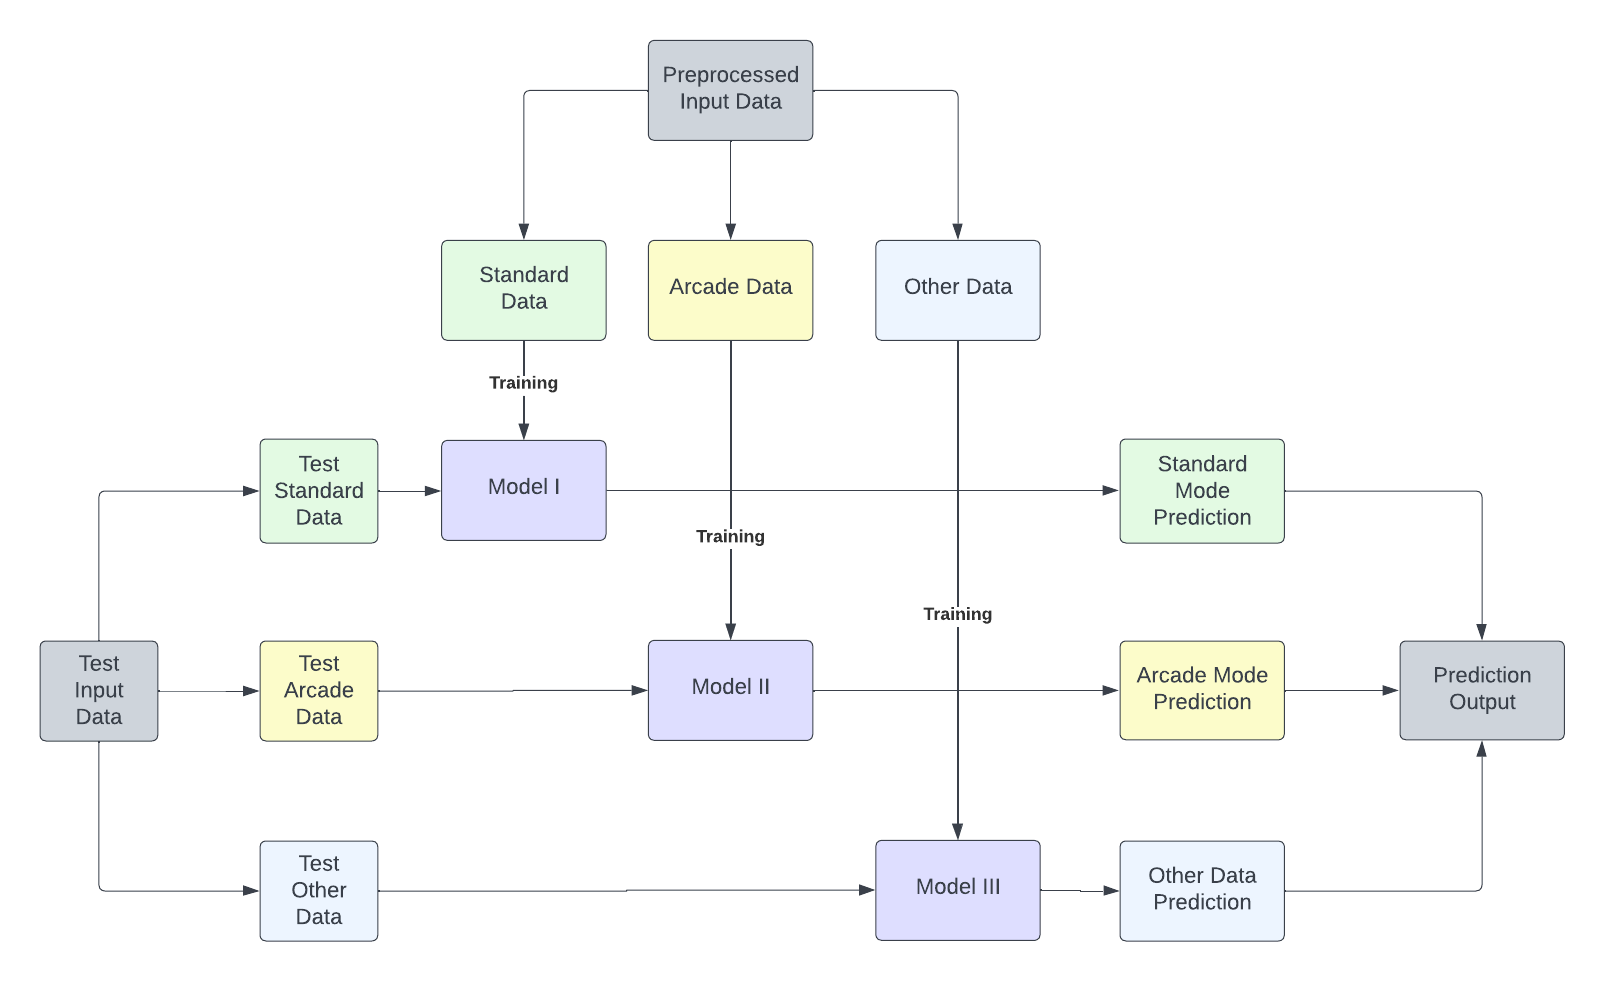 Preprocessed
Input Data
Standard
Data
Arcade Data
Other Data
Training
Test
Standard
Data
Model I
Standard
Mode
Prediction
Training
Training
Test
Input
Data
Test
Arcade
Data
Model II
Arcade Mode
Prediction
Prediction
Output
Test
Other
Data
Model III
Other Data
Prediction